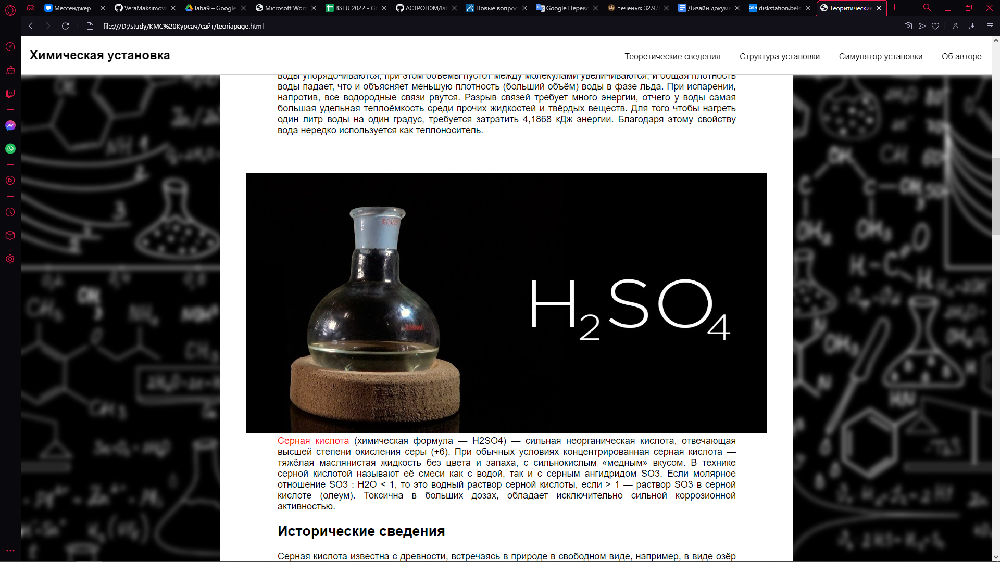 Мессенджер
VeraMaksimova
laba9 – Google
Microsoft Word
BSTU 2022 - Go
АСТРОН0М/lab
Новые вопрос
Google Перев
печенья: 32.97
Дизайн докум
diskstation.bels
Теоритические
file:///D:/study/KMC%20Курсач/сайт/teoriapage.html
Химическая установка
Теоретические сведения
Структура установки
Симулятор установки
Об авторе
воды упорядочиваются, при этом объёмы пустот между молекулами увеличиваются, и общая плотность
воды падает, что и объясняет меньшую плотность (больший объём) воды в фазе льда. При испарении,
напротив, все водородные связи рвутся. Разрыв связей требует много энергии, отчего у воды самая
большая удельная теплоёмкость среди прочих жидкостей и твёрдых веществ. Для того чтобы нагреть
один литр воды на один градус, требуется затратить 4,1868 кДж энергии. Благодаря этому свойству
вода нередко используется как теплоноситель.
250ml
H2SO4
Серная кислота (химическая формула — H2SO4) — сильная неорганическая кислота, отвечающая
высшей степени окисления серы (+6). При обычных условиях концентрированная серная кислота —
тяжёлая маслянистая жидкость без цвета и запаха, с сильнокислым «медным» вкусом. В технике
серной кислотой называют её смеси как с водой, так и с серным ангидридом SO3. Если молярное
отношение SO3 : H2O < 1, то это водный раствор серной кислоты, если > 1 — раствор SO3 в серной
кислоте (олеум). Токсична в больших дозах, обладает исключительно сильной коррозионной
активностью.
Исторические сведения
Серная кислота известна с древности, встречаясь в природе в свободном виде, например, в виде озёр